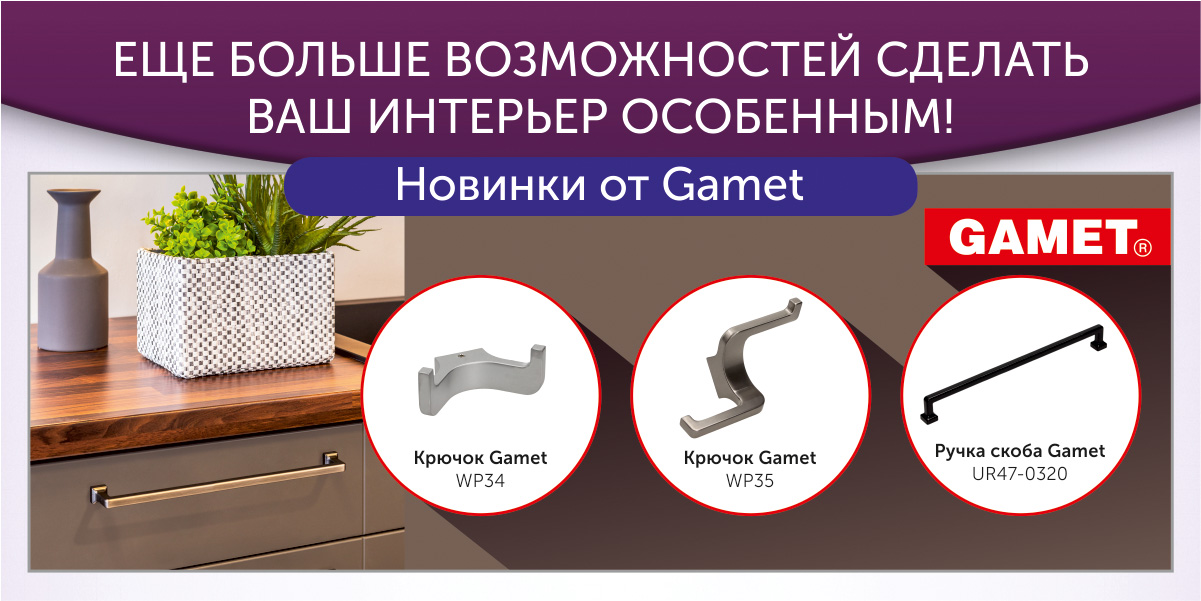 ЕЩЕ БОЛЬШЕ ВОЗМОЖНОСТЕЙ СДЕЛАТЬ
ВАШ ИНТЕРЬЕР ОСОБЕННЫМ!
Новинки от Gamet
GAMET®
Крючок Gamet
WP34
Крючок Gamet
WP35
Ручка скоба Gamet
UR47-0320